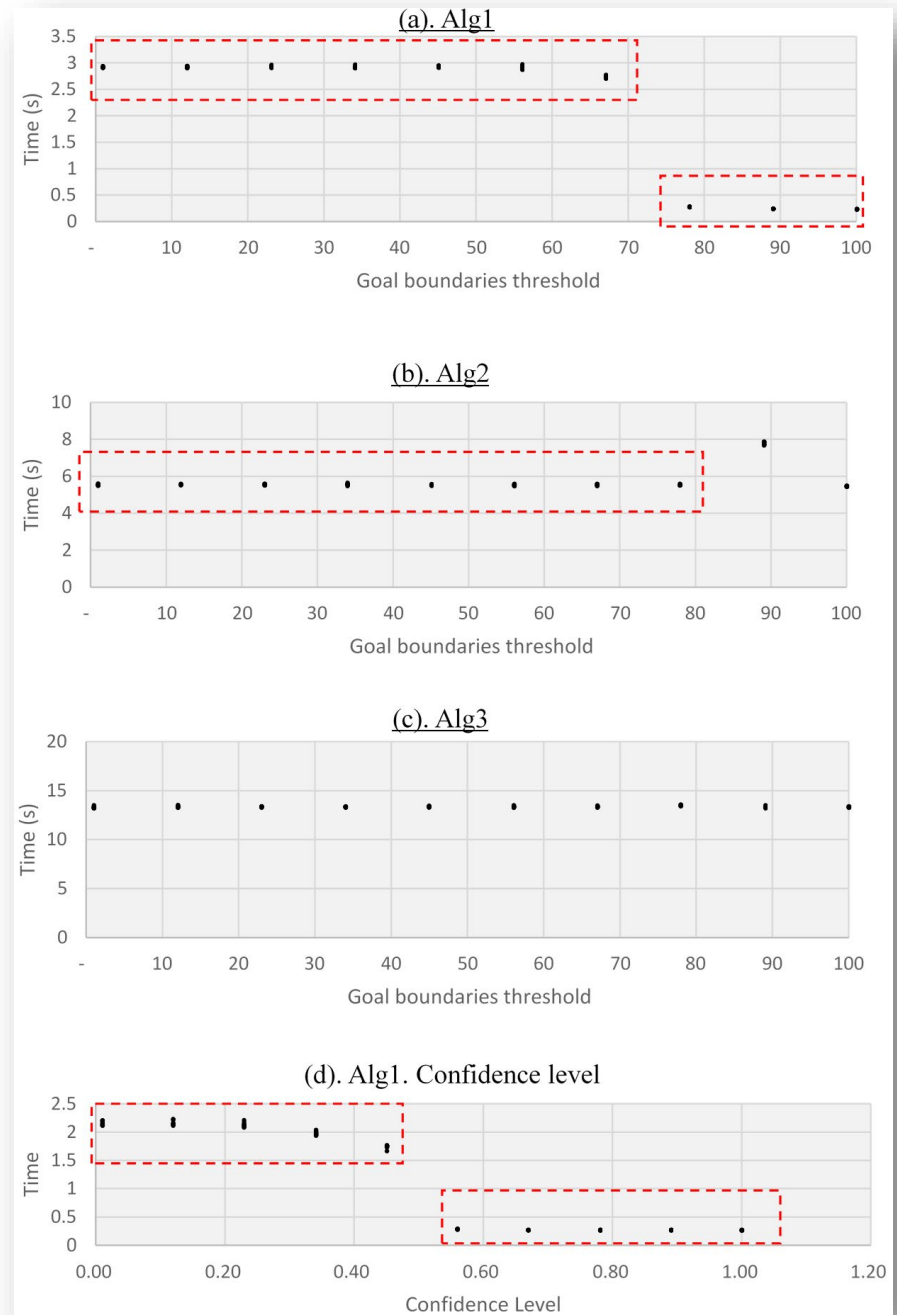 (a). Alg1
3.5
3
2.5
2
1.5
1
0.5
0
Time (s)
- 10 20 30 40 50 60 70 80 90 100
Goal boundaries threshold
(b). Alg2
10
8
6
4
2
0
Time (s)
- 10 20 30 40 50 60 70 80 90 100
Goal boundaries threshold
(c). Alg3
20
15
10
5
0
Time (s)
- 10 20 30 40 50 60 70 80 90 100
Goal boundaries threshold
(d). Alg1. Confidence level
2.5
2
1.5
1
0.5
0
Time
0.00 0.20 0.40 0.60 0.80 1.00 1.20
Confidence Level